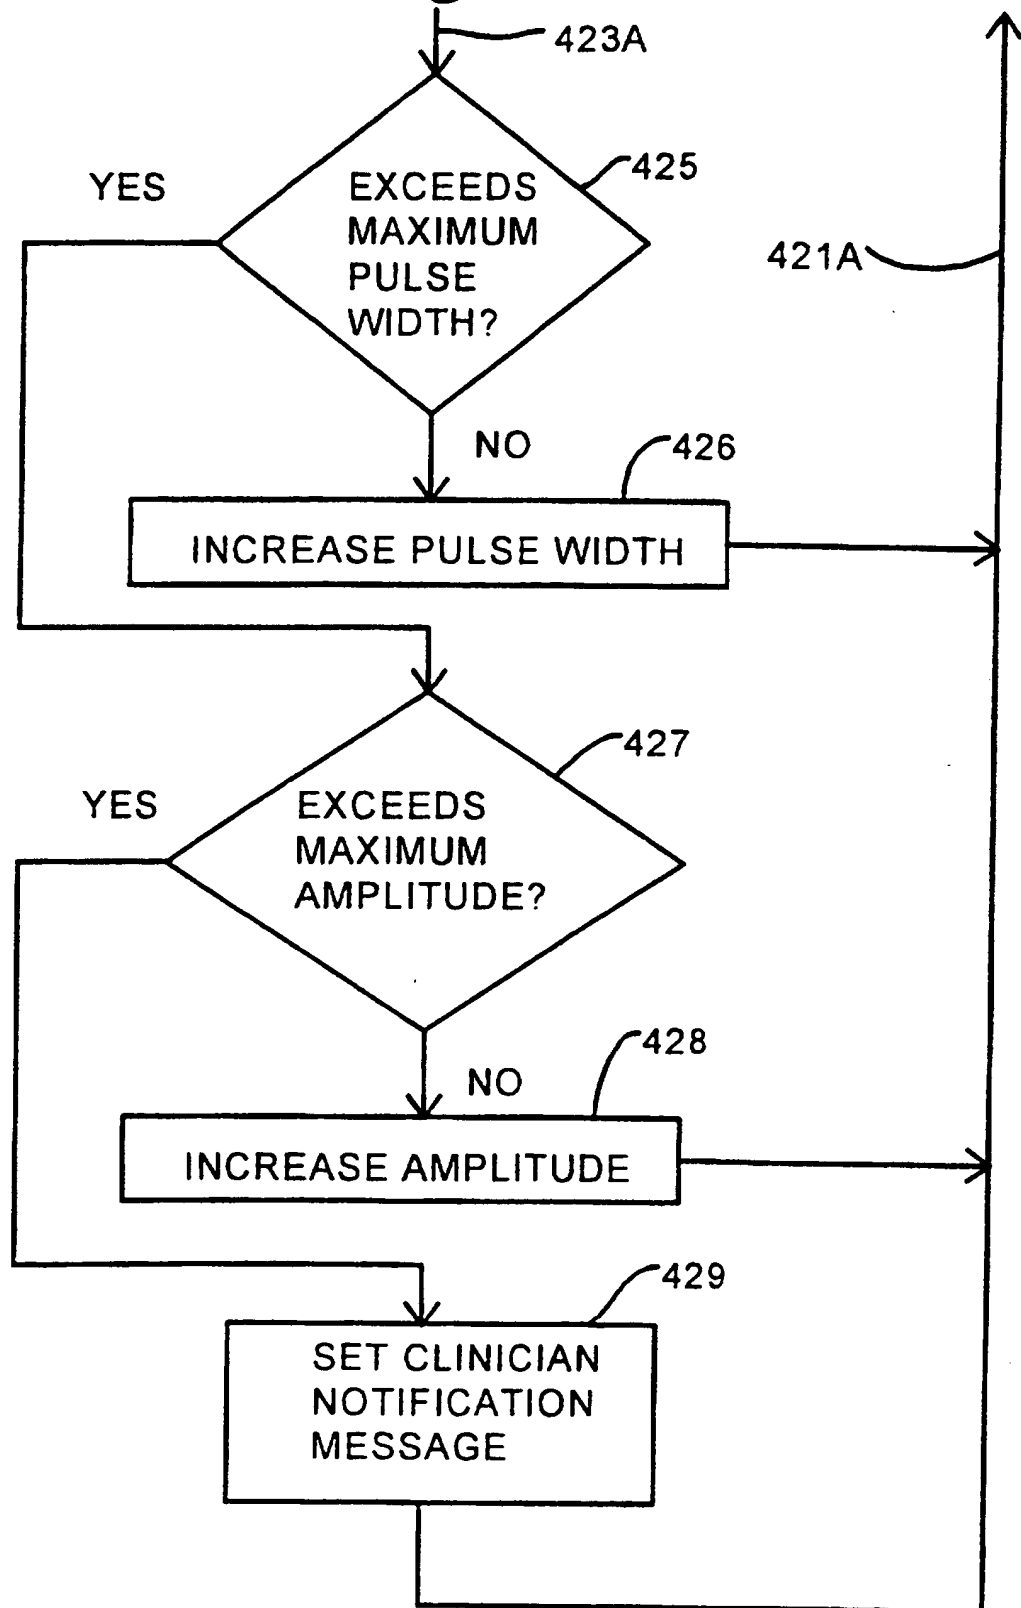 423A
425
YES
EXCEEDS
MAXIMUM
PULSE
WIDTH?
421A
NO
426
INCREASE PULSE WIDTH
427
YES
EXCEEDS
MAXIMUM
AMPLITUDE?
428
NO
INCREASE AMPLITUDE
429
SET CLINICIAN
NOTIFICATION
MESSAGE